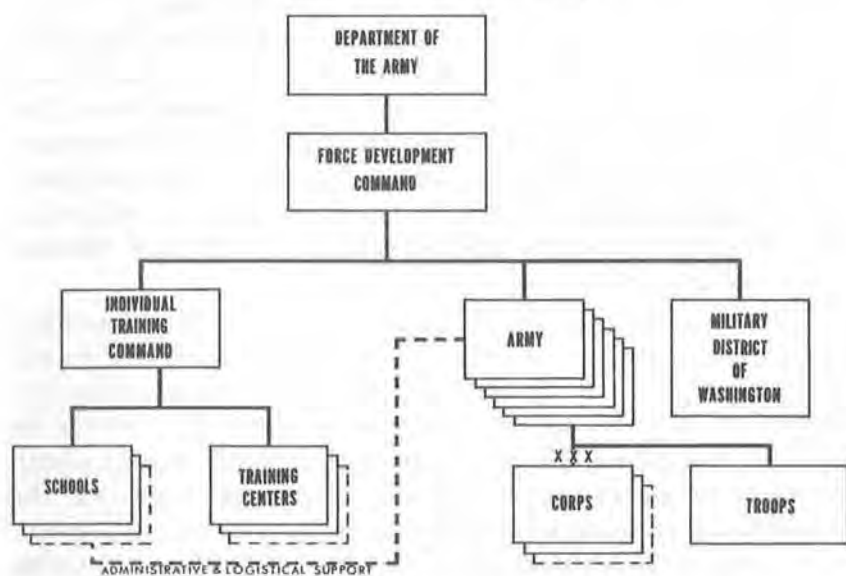 DEPARTMENT OF
THE ARMY
FORCE DEVELOPMENT
COMMAND
INDIVIDUAL
TRAINING
COMMAND
ARMY
MILITARY
DISTRICT
OF
WASHINGTON
SCHOOLS
TRAINING
CENTERS
X X X
CORPS
TROOPS
ADMINISTRATIVE & LOGISTICAL SUPPORT